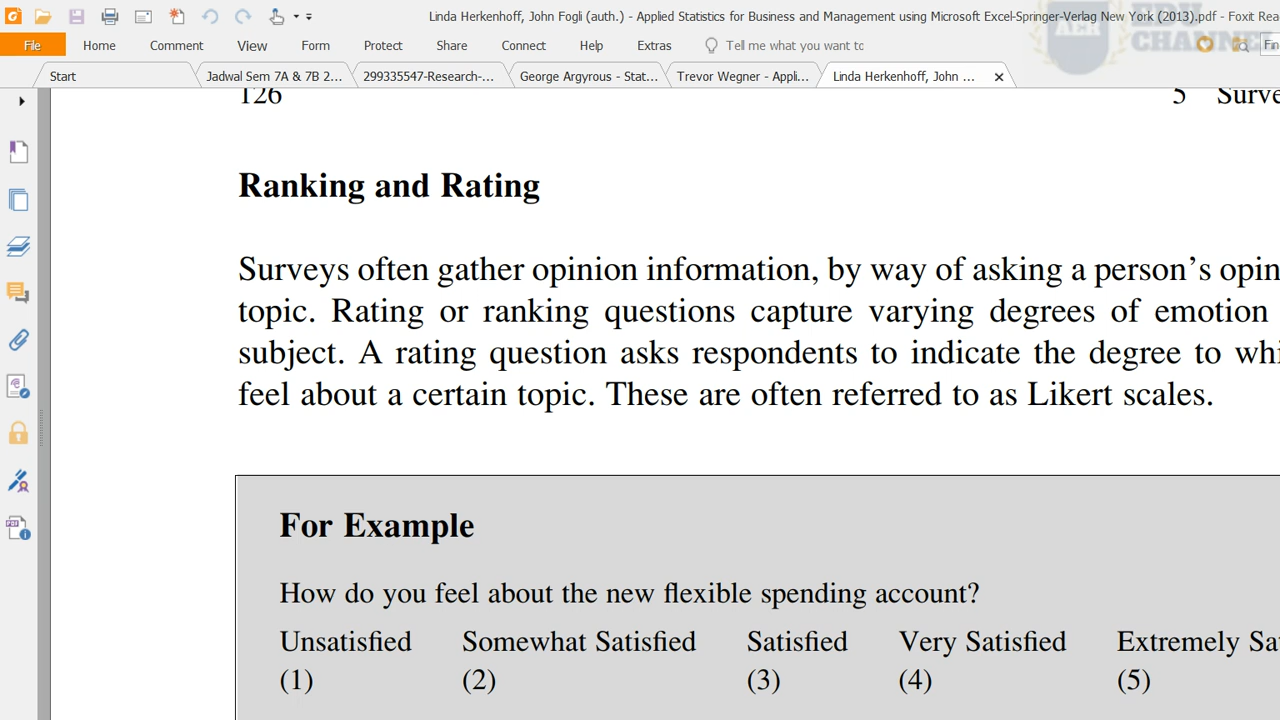 Linda Herkenhoff, John Fogli (auth.) - Applied Statistics for Business and Management using Microsoft Excel-Springer-Verlag New York (2013).pdf - Foxit Rea
File Home Comment View Form Protect Share Connect Help Extras Tell me what you want tc Fin
AER
CHANNEL
Start Jadwal Sem 7A & 7B 2... 299335547-Research-... George Argyrous - Stat... Trevor Wegner - Appli... Linda Herkenhoff, John ...
126 5 Surve
Ranking and Rating
Surveys often gather opinion information, by way of asking a person’s opin
topic. Rating or ranking questions capture varying degrees of emotion
subject. A rating question asks respondents to indicate the degree to whi
feel about a certain topic. These are often referred to as Likert scales.
For Example
How do you feel about the new flexible spending account?
Unsatisfied Somewhat Satisfied Satisfied Very Satisfied Extremely Sa
(1) (2) (3) (4) (5)